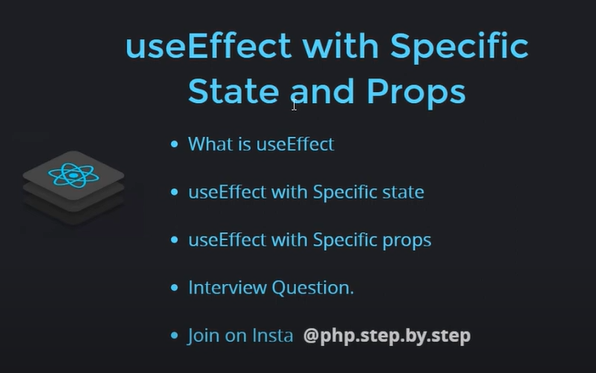 useEffect with Specific
State and Props
What is useEffect
useEffect with Specific state
useEffect with Specific props
Interview Question.
Join on Insta @php.step.by.step